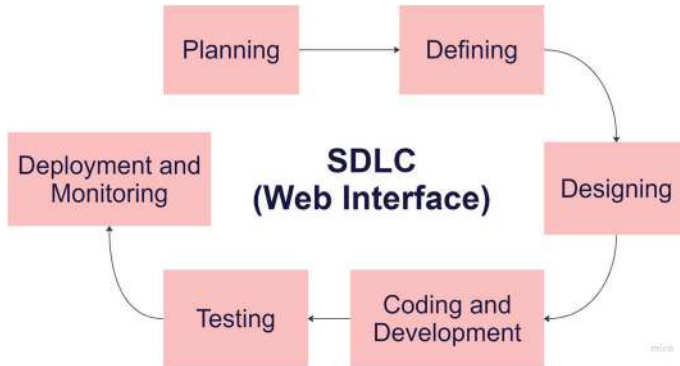 Planning
Defining
SDLC
(Web Interface)
Designing
Deployment and
Monitoring
Testing
Coding and
Development
miro